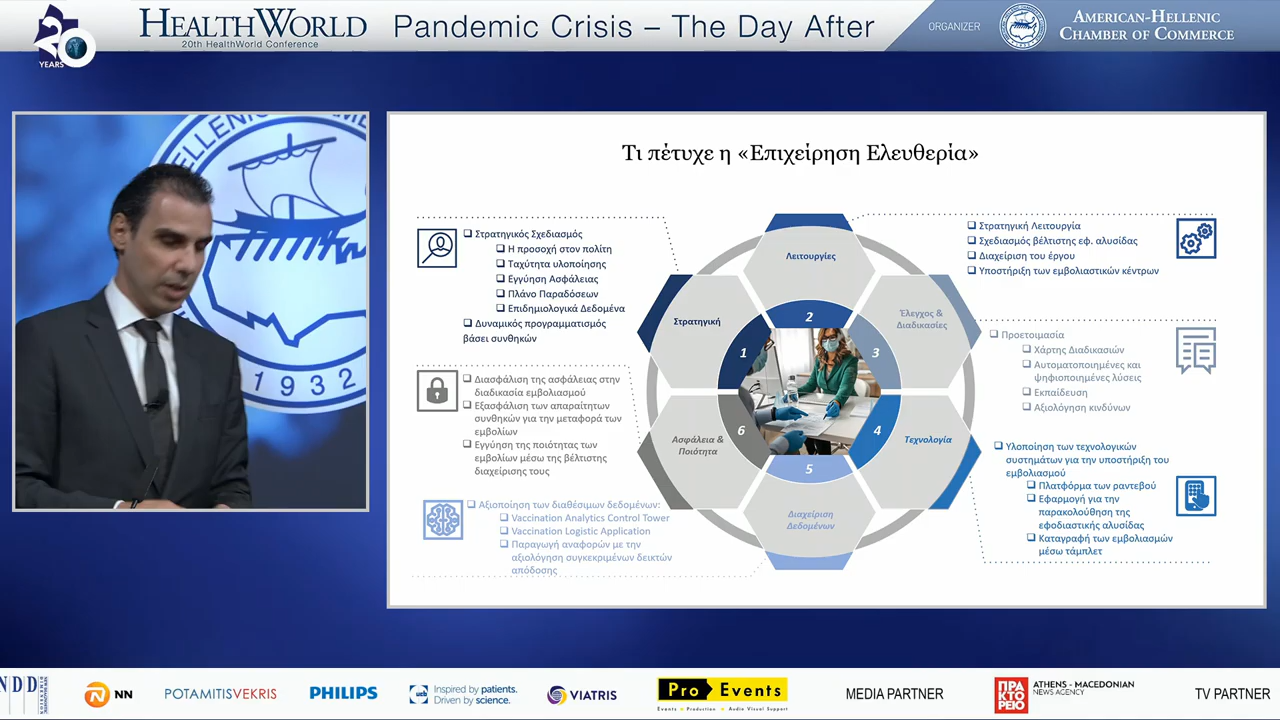 20
YEARS
HEALTHWORLD
20th HealthWorld Conference
Pandemic Crisis – The Day After
ORGANIZER
AMERICAN-HELLENIC
CHAMBER OF COMMERCE
1932
Τι πέτυχε η «Επιχείρηση Ελευθερία»
Στρατηγικός Σχεδιασμός
Η προσοχή στον πολίτη
Ταχύτητα υλοποίησης
Εγγύηση Ασφάλειας
Πλάνο Παραδόσεων
Επιδημιολογικά Δεδομένα
Δυναμικός προγραμματισμός
βάσει συνθηκών
Διασφάλιση της ασφάλειας στην
διαδικασία εμβολιασμού
Εξασφάλιση των απαραίτητων
συνθηκών για την μεταφορά των
εμβολίων
Εγγύηση της ποιότητας των
εμβολίων μέσω της βέλτιστης
διαχείρισης τους
Αξιοποίηση των διαθέσιμων δεδομένων:
Vaccination Analytics Control Tower
Vaccination Logistic Application
Παραγωγή αναφορών με την
αξιολόγηση συγκεκριμένων δεικτών
απόδοσης
Λειτουργίες
2
Στρατηγική
1
Έλεγχος &
Διαδικασίες
3
Ασφάλεια &
Ποιότητα
6
Τεχνολογία
4
5
Διαχείριση
Δεδομένων
Στρατηγική Λειτουργία
Σχεδιασμός βέλτιστης εφ. αλυσίδας
Διαχείριση του έργου
Υποστήριξη των εμβολιαστικών κέντρων
Προετοιμασία
Χάρτης Διαδικασιών
Αυτοματοποιημένες και
ψηφιοποιημένες λύσεις
Εκπαίδευση
Αξιολόγηση κινδύνων
Υλοποίηση των τεχνολογικών
συστημάτων για την υποστήριξη του
εμβολιασμού
Πλατφόρμα των ραντεβού
Εφαρμογή για την
παρακολούθηση της
εφοδιαστικής αλυσίδας
Καταγραφή των εμβολιασμών
μέσω τάμπλετ
NDD
NN
POTAMITISVEKRIS
PHILIPS
ucb
Inspired by patients.
Driven by science.
VIATRIS
Pro Events
Events • Production • Audio Visual Support
MEDIA PARTNER
ΠΡΑ
ΚΤΟ
ΡΕΙΟ
ATHENS - MACEDONIAN
NEWS AGENCY
TV PARTNER